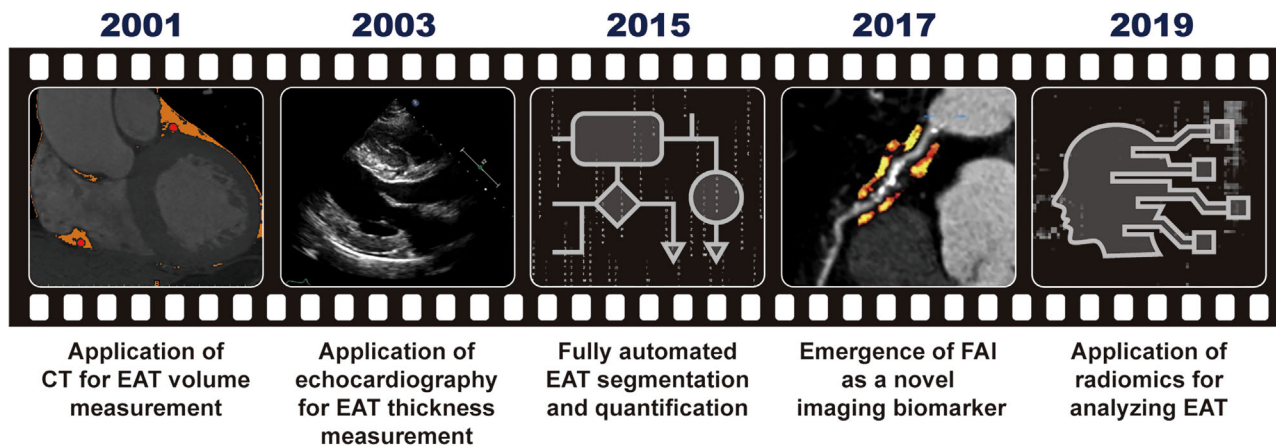 2001
2003
2015
2017
2019
Application of
CT for EAT volume
measurement
Application of
echocardiography
for EAT thickness
measurement
Fully automated
EAT segmentation
and quantification
Emergence of FAI
as a novel
imaging biomarker
Application of
radiomics for
analyzing EAT